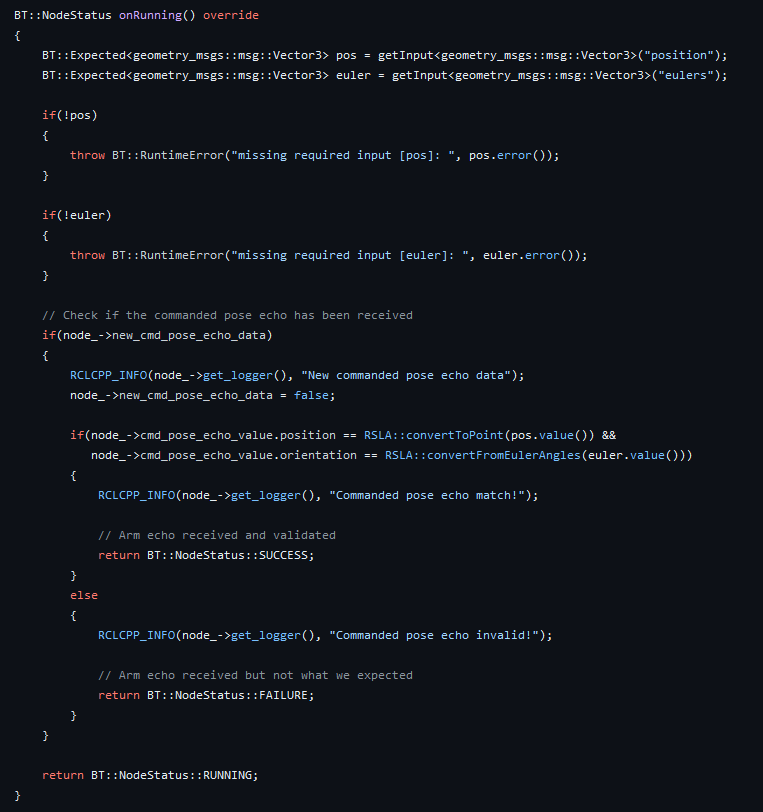 BT::NodeStatus onRunning() override
{
    BT::Expected<geometry_msgs::msg::Vector3> pos = getInput<geometry_msgs::msg::Vector3>("position");
    BT::Expected<geometry_msgs::msg::Vector3> euler = getInput<geometry_msgs::msg::Vector3>("eulers");

    if(!pos)
    {
        throw BT::RuntimeError("missing required input [pos]: ", pos.error());
    }

    if(!euler)
    {
        throw BT::RuntimeError("missing required input [euler]: ", euler.error());
    }

    // Check if the commanded pose echo has been received
    if(node_->new_cmd_pose_echo_data)
    {
        RCLCPP_INFO(node_->get_logger(), "New commanded pose echo data");
        node_->new_cmd_pose_echo_data = false;

        if(node_->cmd_pose_echo_value.position == RSLA::convertToPoint(pos.value()) &&
           node_->cmd_pose_echo_value.orientation == RSLA::convertFromEulerAngles(euler.value()))
        {
            RCLCPP_INFO(node_->get_logger(), "Commanded pose echo match!");

            // Arm echo received and validated
            return BT::NodeStatus::SUCCESS;
        }
        else
        {
            RCLCPP_INFO(node_->get_logger(), "Commanded pose echo invalid!");

            // Arm echo received but not what we expected
            return BT::NodeStatus::FAILURE;
        }
    }

    return BT::NodeStatus::RUNNING;
}